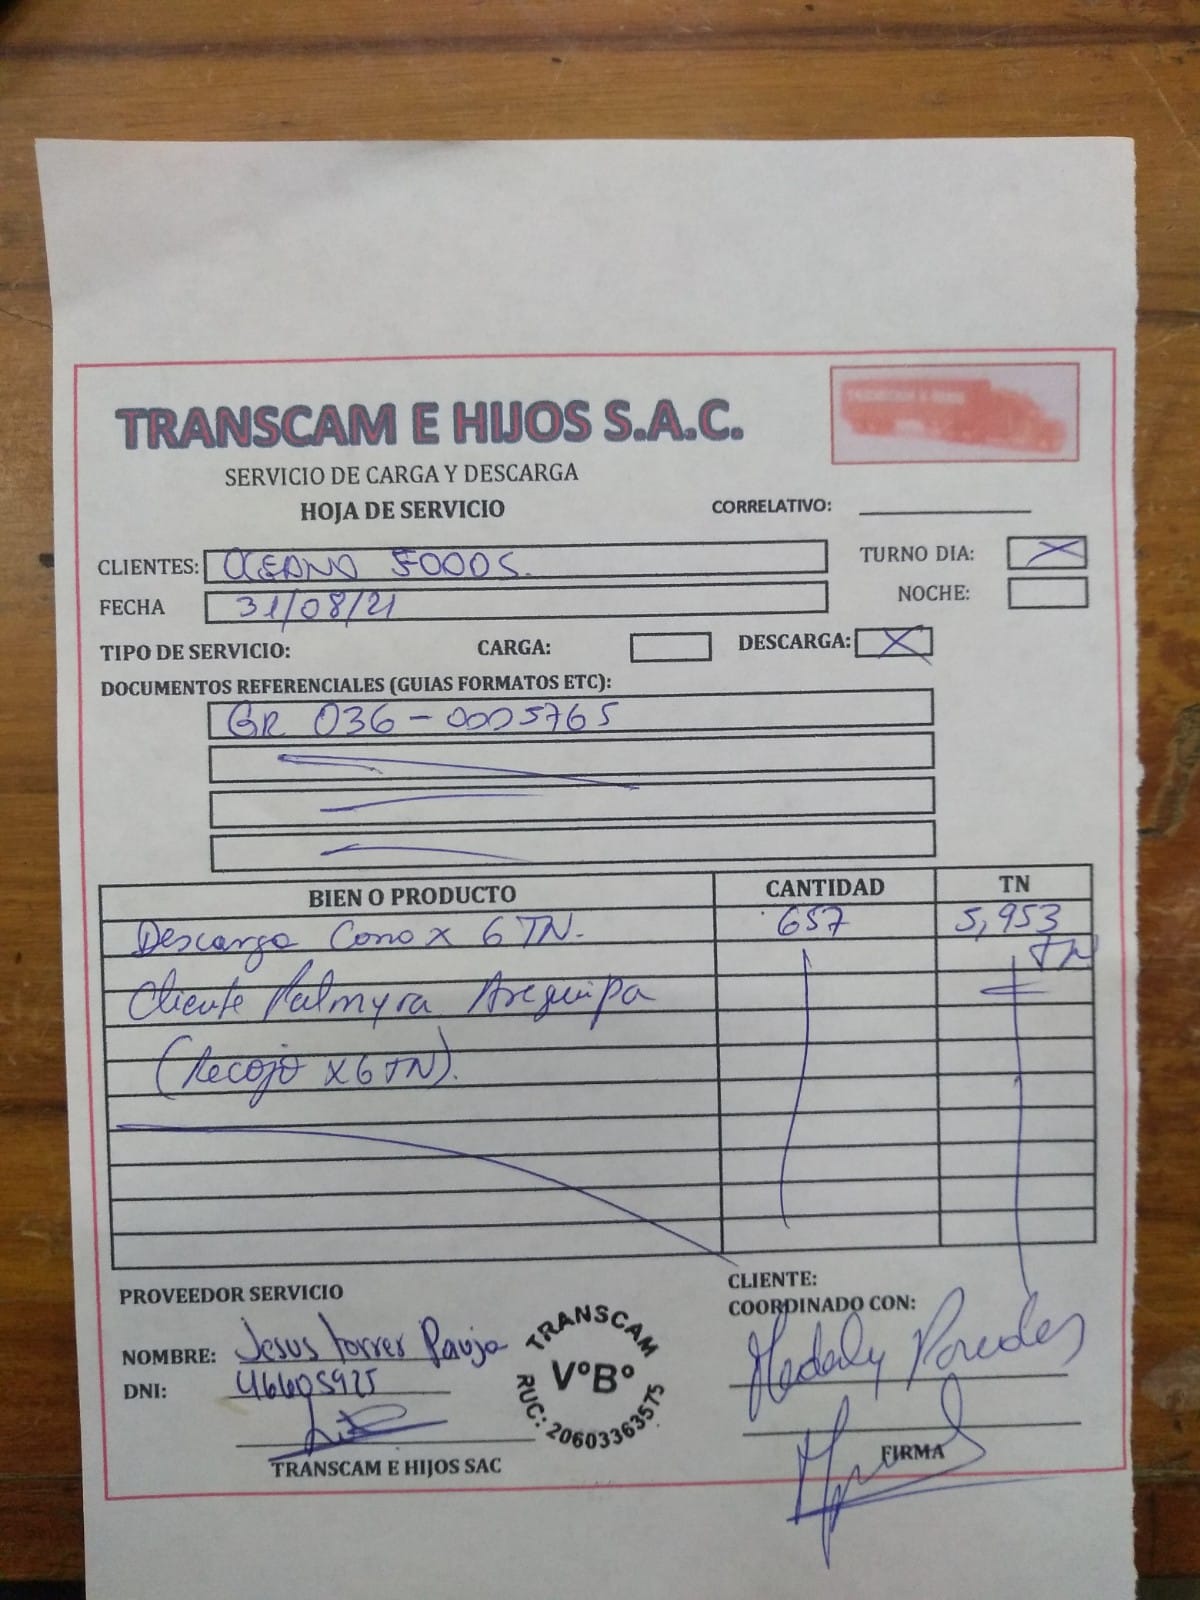 TRANSCAM E HIJOS S.A.C.
SERVICIO DE CARGA Y DESCARGA
HOJA DE SERVICIO
CORRELATIVO:
CLIENTES: OCEANO FOODS.
TURNO DIA: X
FECHA 31/08/21
NOCHE:
TIPO DE SERVICIO: CARGA: DESCARGA: X
DOCUMENTOS REFERENCIALES (GUIAS FORMATOS ETC):
GR 036-0005765
BIEN O PRODUCTO CANTIDAD TN
Descarga Cono x 6 TN. 657 5,953
TN
Cliente Palmyra Arequipa
(Recojo x6 TN).
PROVEEDOR SERVICIO
CLIENTE:
COORDINADO CON:
NOMBRE: Jesus torres Pauja
DNI: 46605925
TRANSCAM
V°B°
RUC: 20603363575
Paredes
FIRMA
TRANSCAM E HIJOS SAC